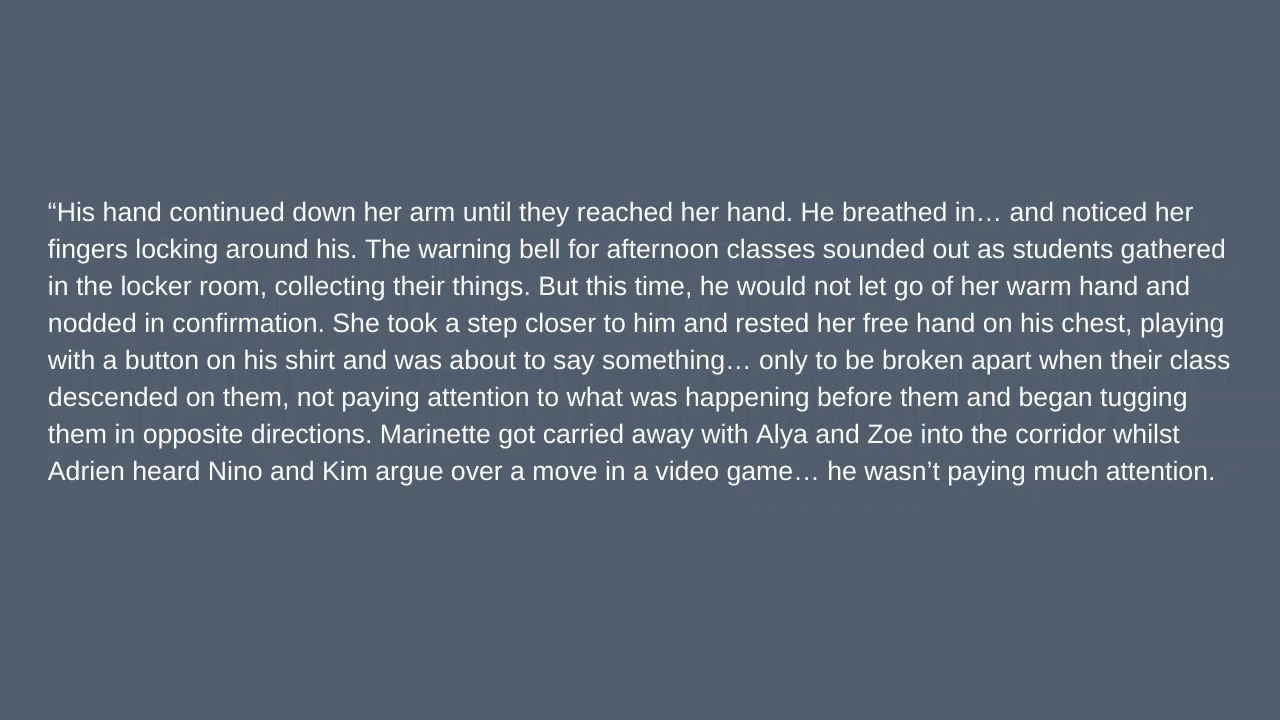 “His hand continued down her arm until they reached her hand. He breathed in… and noticed her
fingers locking around his. The warning bell for afternoon classes sounded out as students gathered
in the locker room, collecting their things. But this time, he would not let go of her warm hand and
nodded in confirmation. She took a step closer to him and rested her free hand on his chest, playing
with a button on his shirt and was about to say something… only to be broken apart when their class
descended on them, not paying attention to what was happening before them and began tugging
them in opposite directions. Marinette got carried away with Alya and Zoe into the corridor whilst
Adrien heard Nino and Kim argue over a move in a video game… he wasn’t paying much attention.